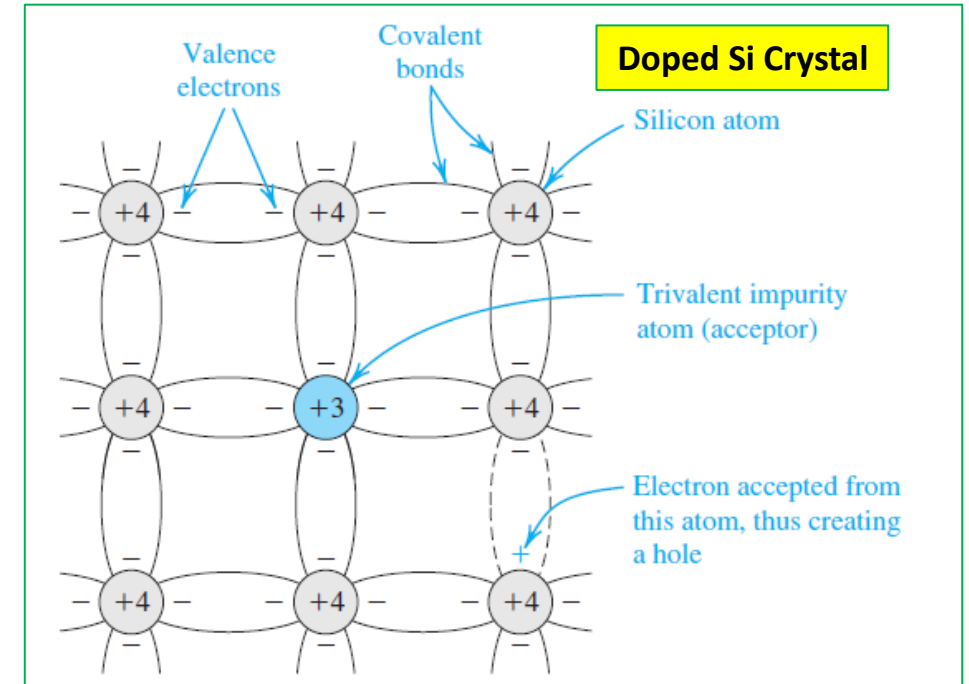 Doped Si Crystal
Valence
electrons
Covalent
bonds
Silicon atom
−
−
−
− +4 − − +4 − − +4 −
−
−
−
Trivalent impurity
atom (acceptor)
−
−
−
− +4 − − +3 − − +4 −
−
−
−
Electron accepted from
this atom, thus creating
a hole
−
−
+
− +4 − − +4 − − +4 −
−
−
−